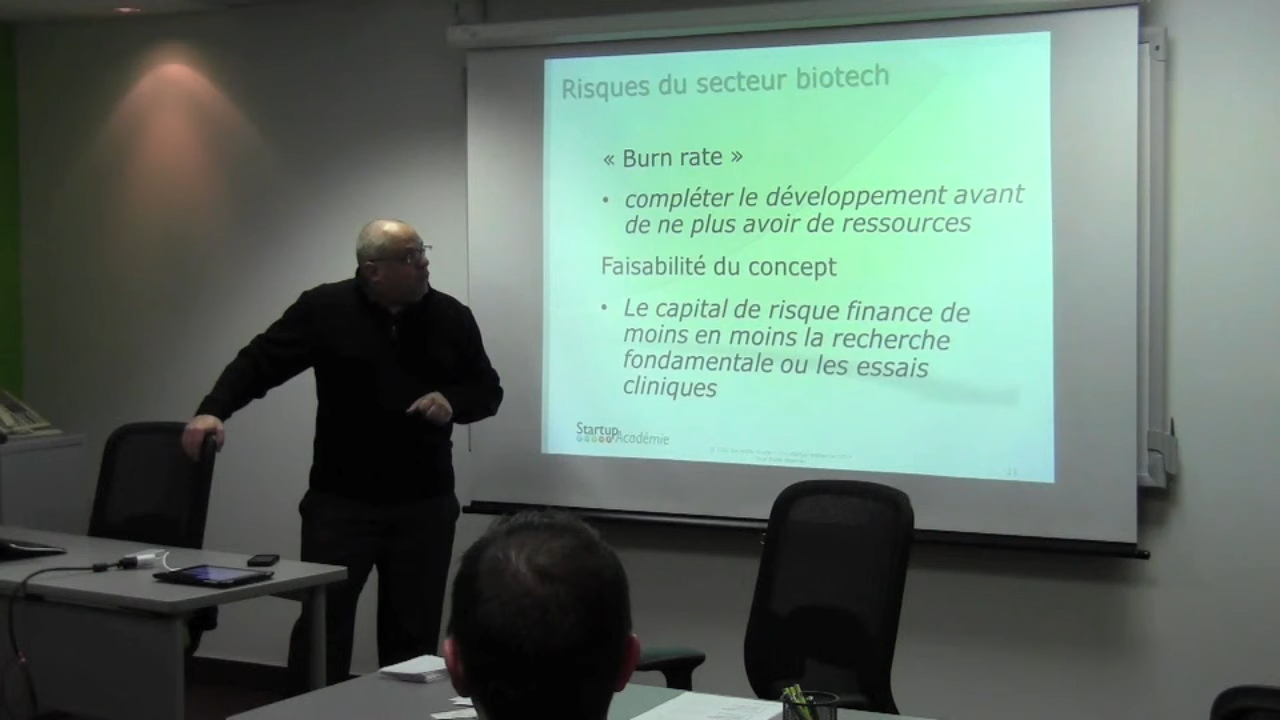 Risques du secteur biotech
« Burn rate »
• compléter le développement avant
de ne plus avoir de ressources
Faisabilité du concept
• Le capital de risque finance de
moins en moins la recherche
fondamentale ou les essais
cliniques
Startup
Académie